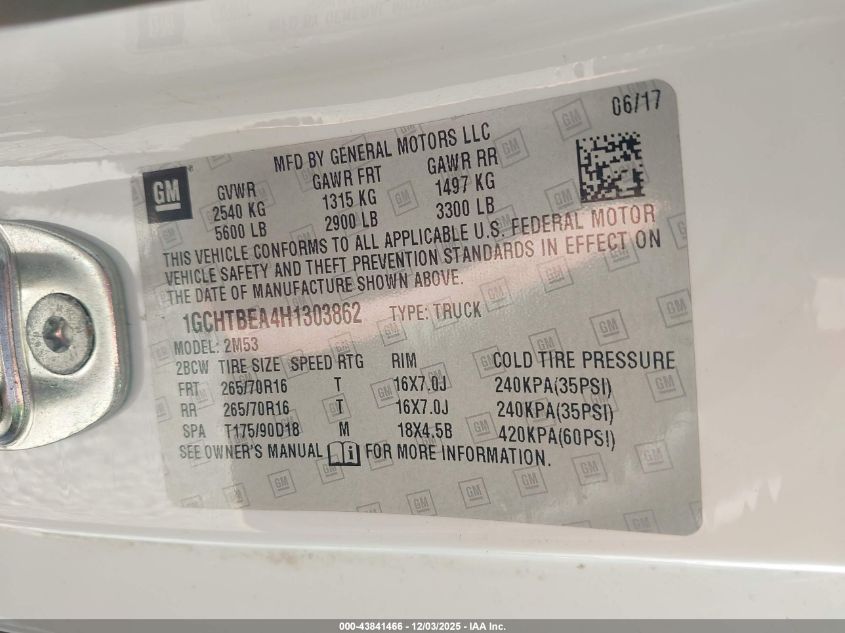 06/17
MFD BY GENERAL MOTORS LLC
GM
GVWR GAWR FRT GAWR RR
2540 KG 1315 KG 1497 KG
5600 LB 2900 LB 3300 LB
THIS VEHICLE CONFORMS TO ALL APPLICABLE U.S. FEDERAL MOTOR
VEHICLE SAFETY AND THEFT PREVENTION STANDARDS IN EFFECT ON
THE DATE OF MANUFACTURE SHOWN ABOVE.
1GCHTBEA4H1303862 TYPE: TRUCK
MODEL: 2M53
2BCW TIRE SIZE SPEED RTG RIM COLD TIRE PRESSURE
FRT 265/70R16 T 16X7.0J 240KPA(35PSI)
RR 265/70R16 T 16X7.0J 240KPA(35PSI)
SPA T175/90D18 M 18X4.5B 420KPA(60PSI)
SEE OWNER'S MANUAL FOR MORE INFORMATION.
000-43841466 - 12/03/2025 - IAA Inc.